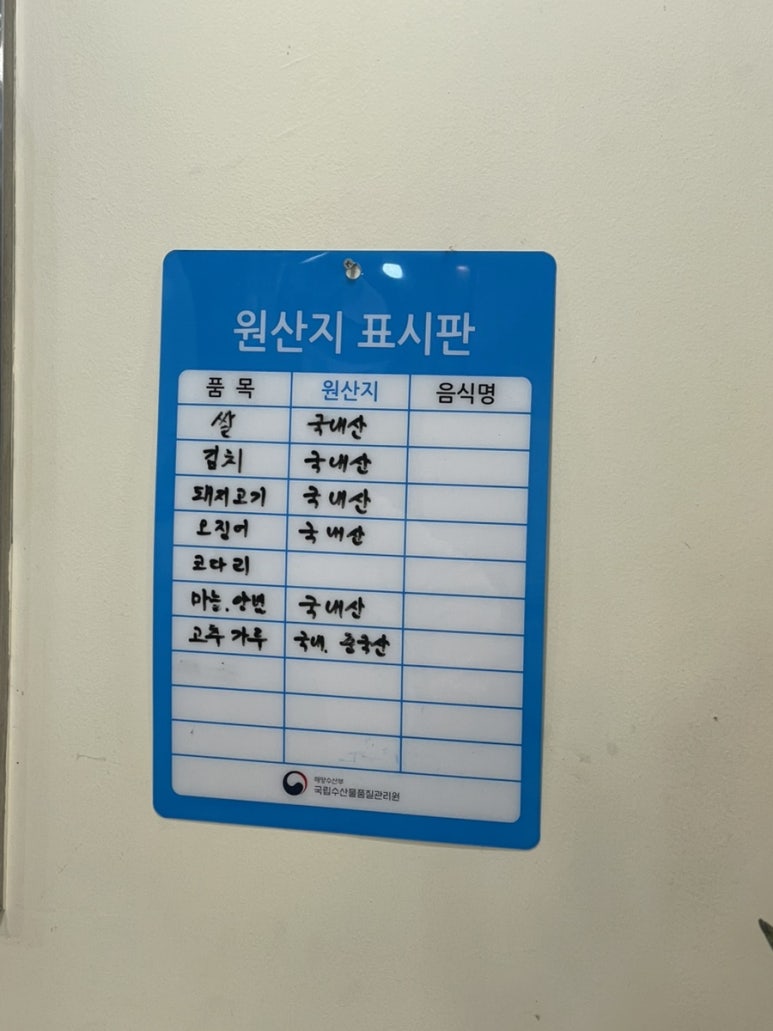 원산지 표시판
품 목 원산지 음식명
쌀 국내산
김치 국내산
돼지고기 국내산
오징어 국내산
코다리
마늘. 양념 국내산
고추가루 국내. 중국산
해양수산부
국립수산물품질관리원